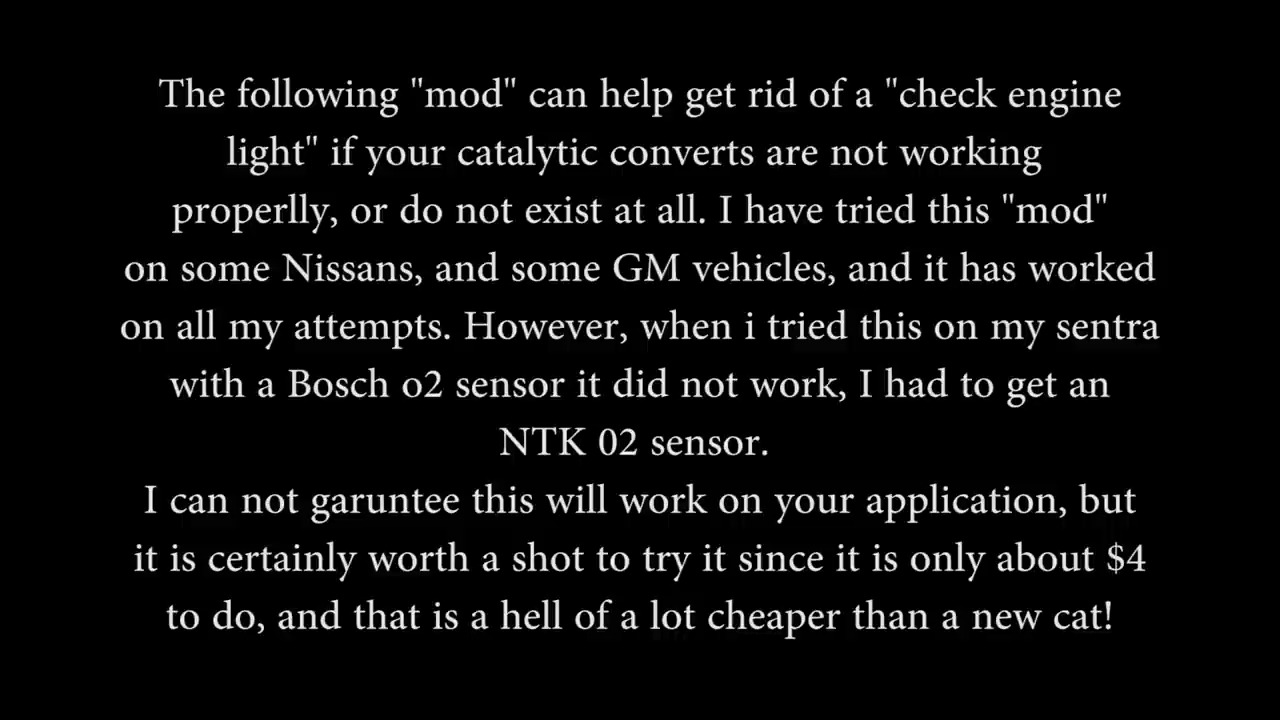 The following "mod" can help get rid of a "check engine
light" if your catalytic converts are not working
properlly, or do not exist at all. I have tried this "mod"
on some Nissans, and some GM vehicles, and it has worked
on all my attempts. However, when i tried this on my sentra
with a Bosch o2 sensor it did not work, I had to get an
NTK 02 sensor.
I can not garuntee this will work on your application, but
it is certainly worth a shot to try it since it is only about $4
to do, and that is a hell of a lot cheaper than a new cat!